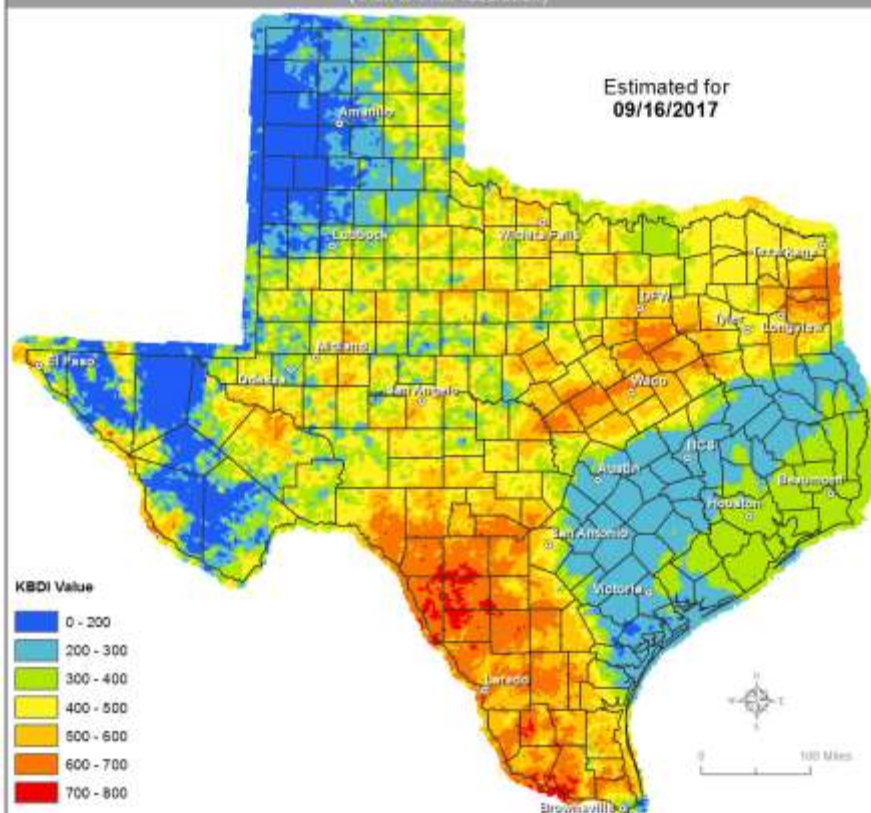 Estimated for
09/16/2017
Amarillo
Lubbock
Wichita Falls
Texarkana
DFW
Tyler
Longview
El Paso
Midland
Odessa
San Angelo
Waco
BCS
Austin
Beaumont
Houston
San Antonio
Victoria
Laredo
Brownsville
KBDI Value
0 - 200
200 - 300
300 - 400
400 - 500
500 - 600
600 - 700
700 - 800
0 100 Miles